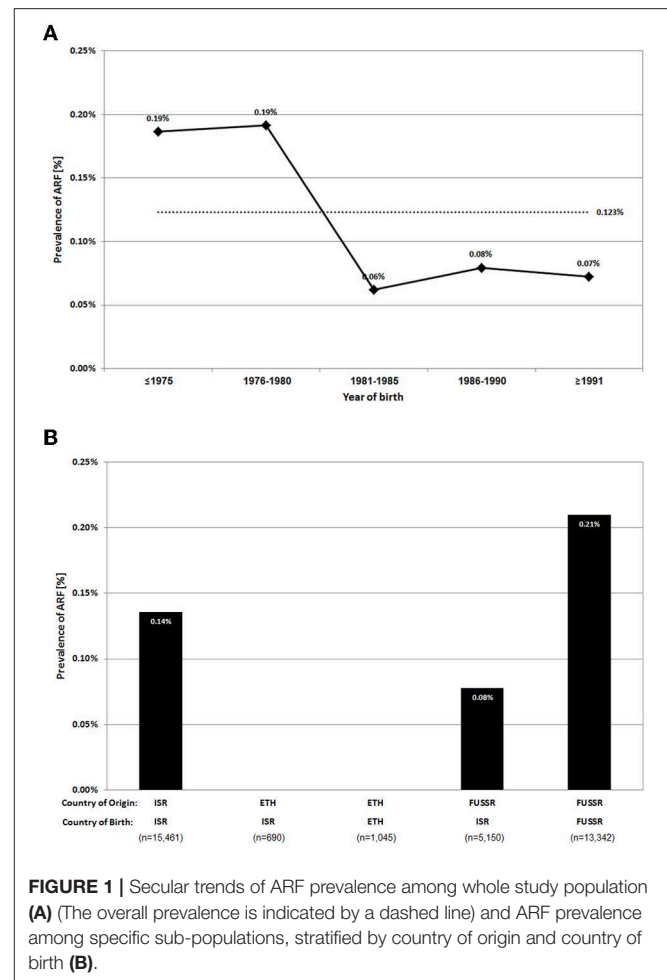 A
0.25%
0.20%
0.15%
0.10%
0.05%
0.00%
Prevalence of ARF [%]
0.19%
0.19%
0.06%
0.08%
0.07%
0.123%
≤1975
1976-1980
1981-1985
1986-1990
≥1991
Year of birth
B
0.25%
0.20%
0.15%
0.10%
0.05%
0.00%
Prevalence of ARF [%]
0.14%
0.08%
0.21%
Country of Origin: ISR ETH ETH FUSSR FUSSR
Country of Birth: ISR ISR ETH ISR FUSSR
(n=15,461) (n=690) (n=1,045) (n=5,150) (n=13,342)
FIGURE 1 | Secular trends of ARF prevalence among whole study population
(A) (The overall prevalence is indicated by a dashed line) and ARF prevalence
among specific sub-populations, stratified by country of origin and country of
birth (B).